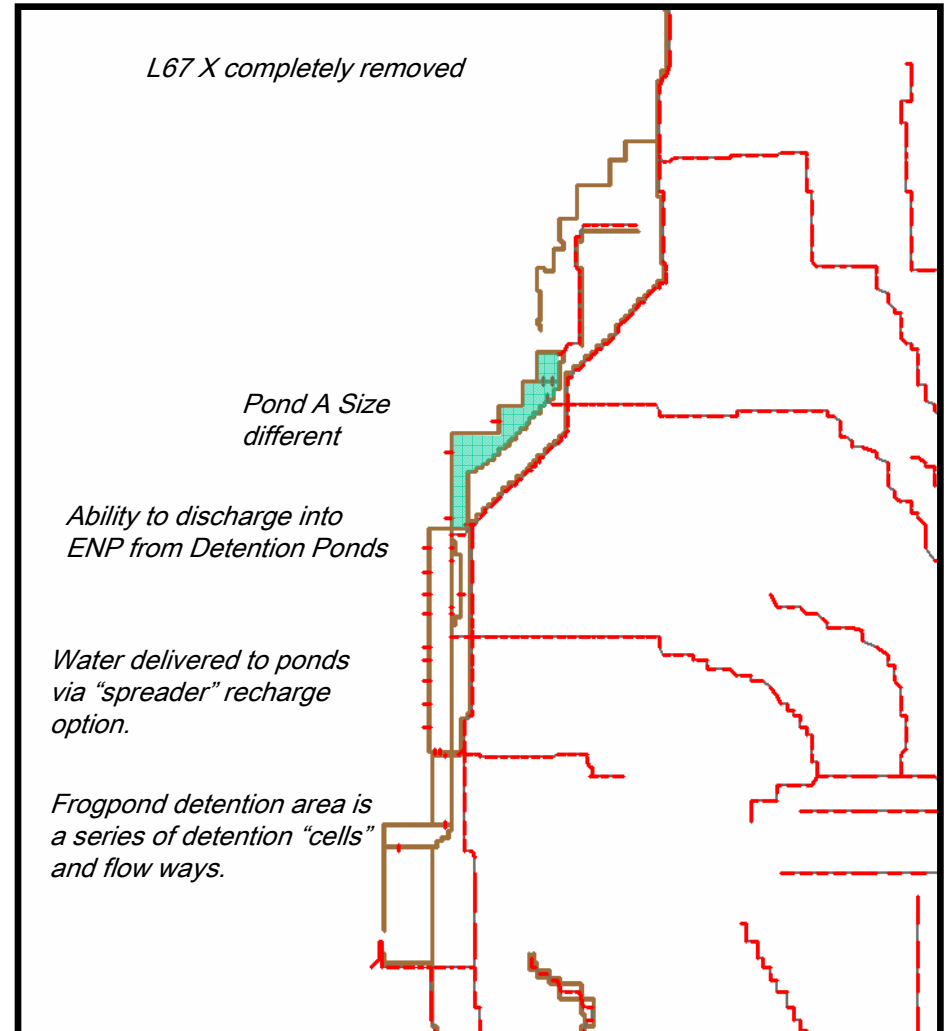 L67 X completely removed
Pond A Size
different
Ability to discharge into
ENP from Detention Ponds
Water delivered to ponds
via “spreader” recharge
option.
Frogpond detention area is
a series of detention “cells”
and flow ways.